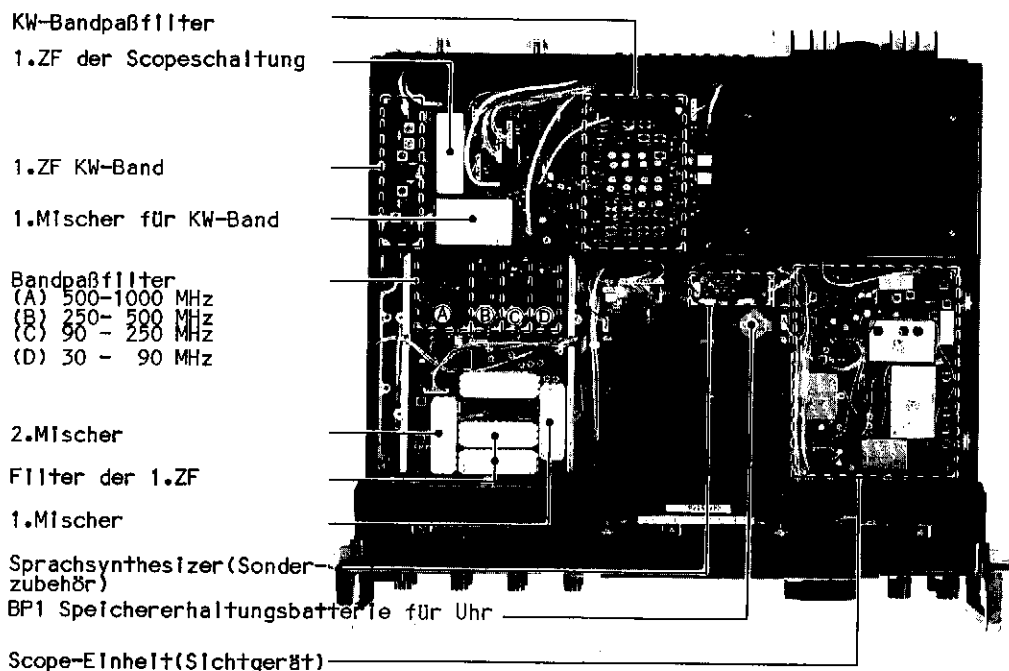 KW-Bandpaßfilter
1.ZF der Scopeschaltung
1.ZF KW-Band
1.Mischer für KW-Band
Bandpaßfilter
(A) 500-1000 MHz
(B) 250- 500 MHz
(C) 90 - 250 MHz
(D) 30 - 90 MHz
A B C D
2.Mischer
Filter der 1.ZF
1.Mischer
Sprachsynthesizer(Sonder-
zubehör)
BP1 Speichererhaltungsbatterie für Uhr
Scope-Einheit(Sichtgerät)